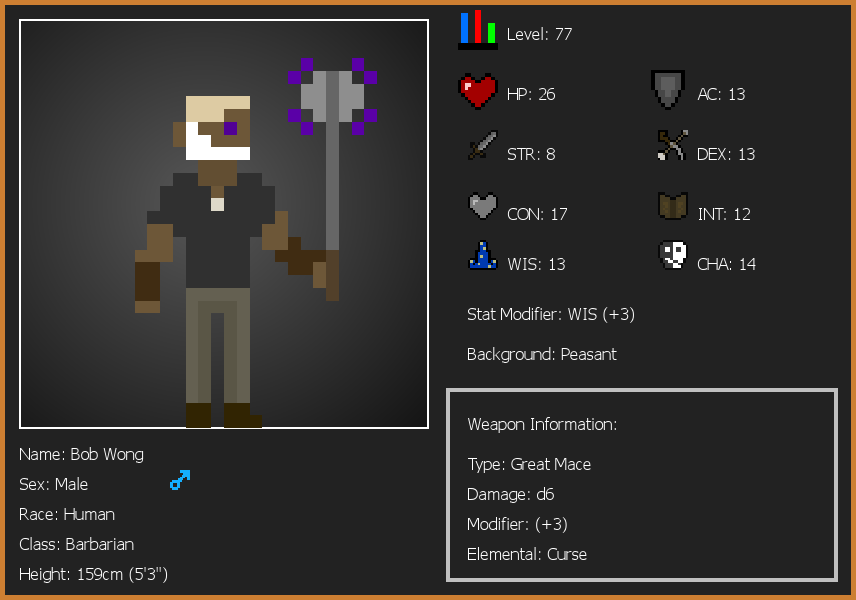 Level: 77
HP: 26
AC: 13
STR: 8
DEX: 13
CON: 17
INT: 12
WIS: 13
CHA: 14
Stat Modifier: WIS (+3)
Background: Peasant
Weapon Information:
Type: Great Mace
Damage: d6
Modifier: (+3)
Elemental: Curse
Name: Bob Wong
Sex: Male
Race: Human
Class: Barbarian
Height: 159cm (5'3")